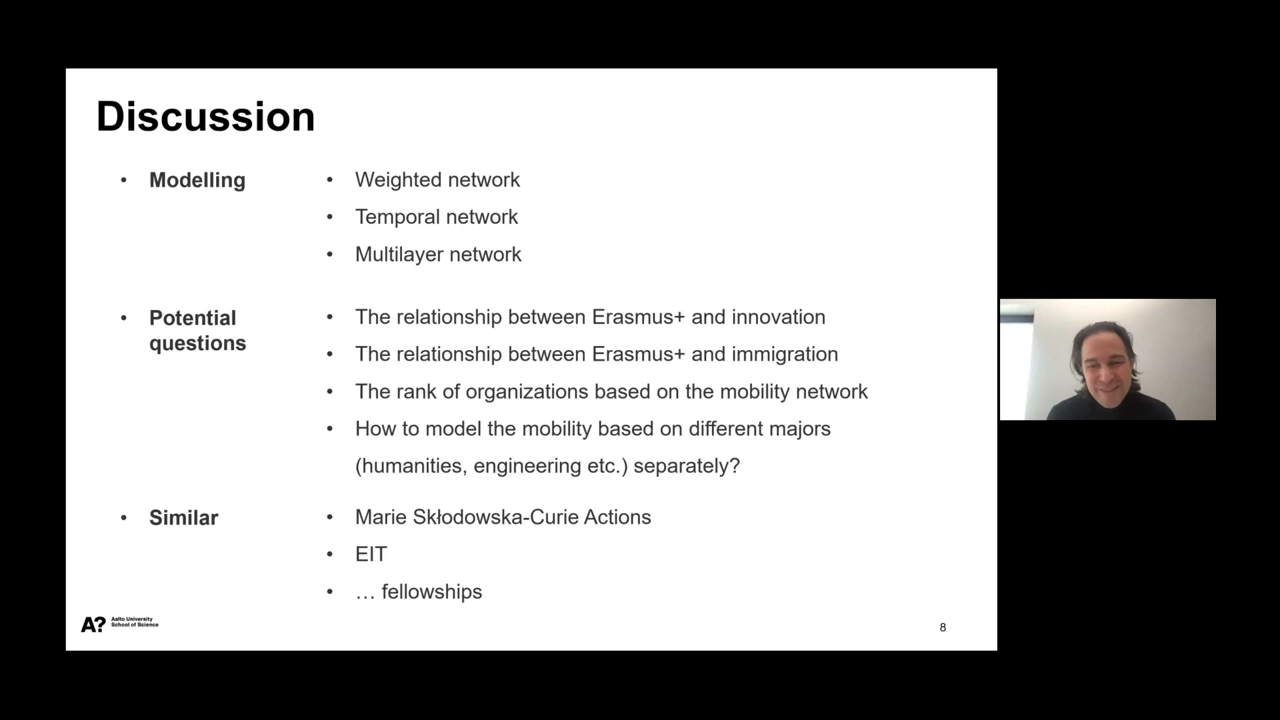 Discussion
• Modelling
• Weighted network
• Temporal network
• Multilayer network
• Potential
questions
• The relationship between Erasmus+ and innovation
• The relationship between Erasmus+ and immigration
• The rank of organizations based on the mobility network
• How to model the mobility based on different majors
(humanities, engineering etc.) separately?
• Similar
• Marie Skłodowska-Curie Actions
• EIT
• … fellowships
A? Aalto University
School of Science
8